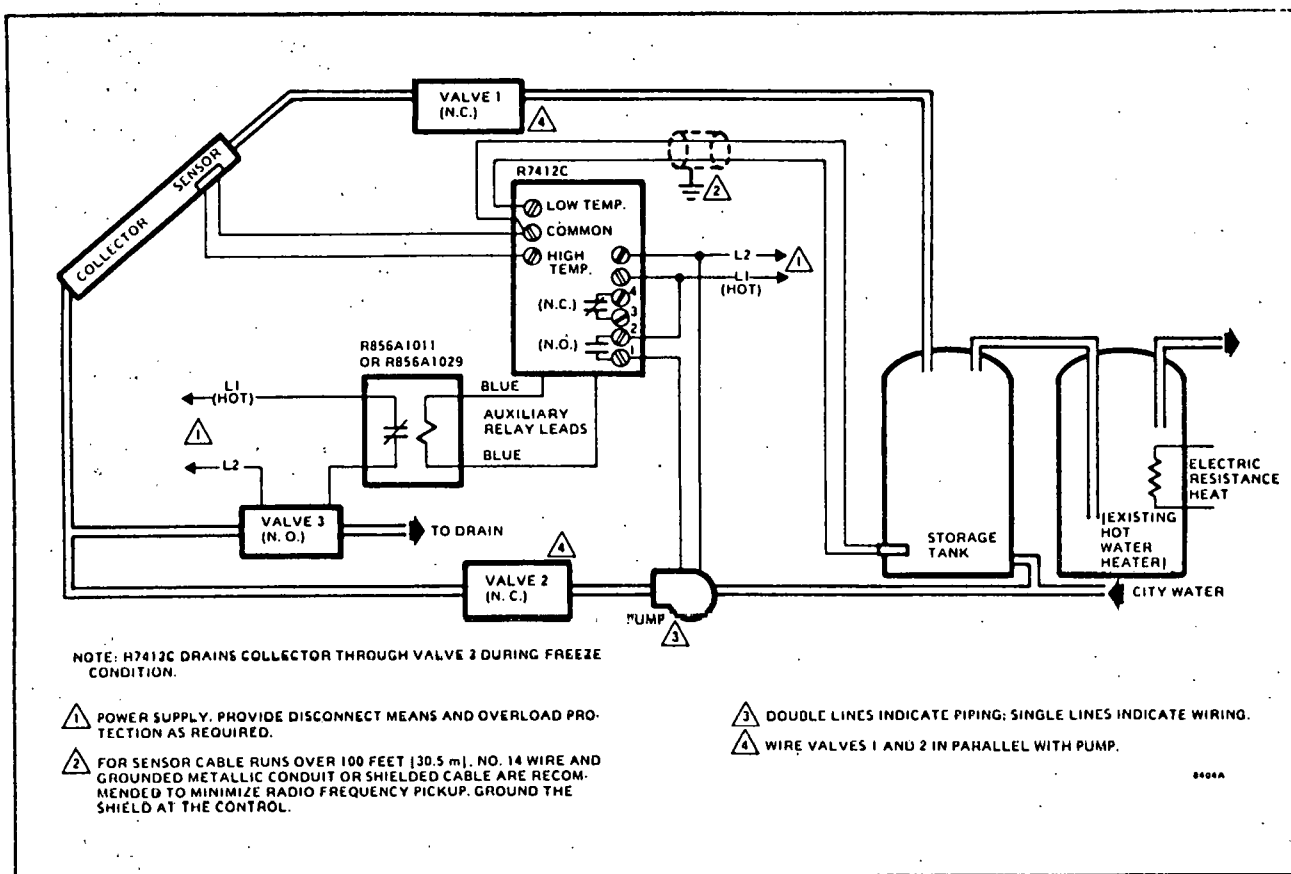 VALVE 1
(N.C.)
4
SENSOR
COLLECTOR
R7412C
2
LOW TEMP.
COMMON
HIGH
TEMP.
L2
1
L1
(HOT)
(N.C.)
4
3
(N.O.)
2
1
R856A1011
OR R856A1029
L1
(HOT)
BLUE
AUXILIARY
RELAY LEADS
1
L2
BLUE
VALVE 3
(N. O.)
TO DRAIN
4
VALVE 2
(N. C.)
PUMP
3
STORAGE
TANK
ELECTRIC
RESISTANCE
HEAT
(EXISTING
HOT
WATER
HEATER)
CITY WATER
NOTE: R7412C DRAINS COLLECTOR THROUGH VALVE 3 DURING FREEZE
CONDITION.
1 POWER SUPPLY. PROVIDE DISCONNECT MEANS AND OVERLOAD PRO-
TECTION AS REQUIRED.
2 FOR SENSOR CABLE RUNS OVER 100 FEET [30.5 m], NO. 14 WIRE AND
GROUNDED METALLIC CONDUIT OR SHIELDED CABLE ARE RECOM-
MENDED TO MINIMIZE RADIO FREQUENCY PICKUP. GROUND THE
SHIELD AT THE CONTROL.
3 DOUBLE LINES INDICATE PIPING; SINGLE LINES INDICATE WIRING.
4 WIRE VALVES 1 AND 2 IN PARALLEL WITH PUMP.